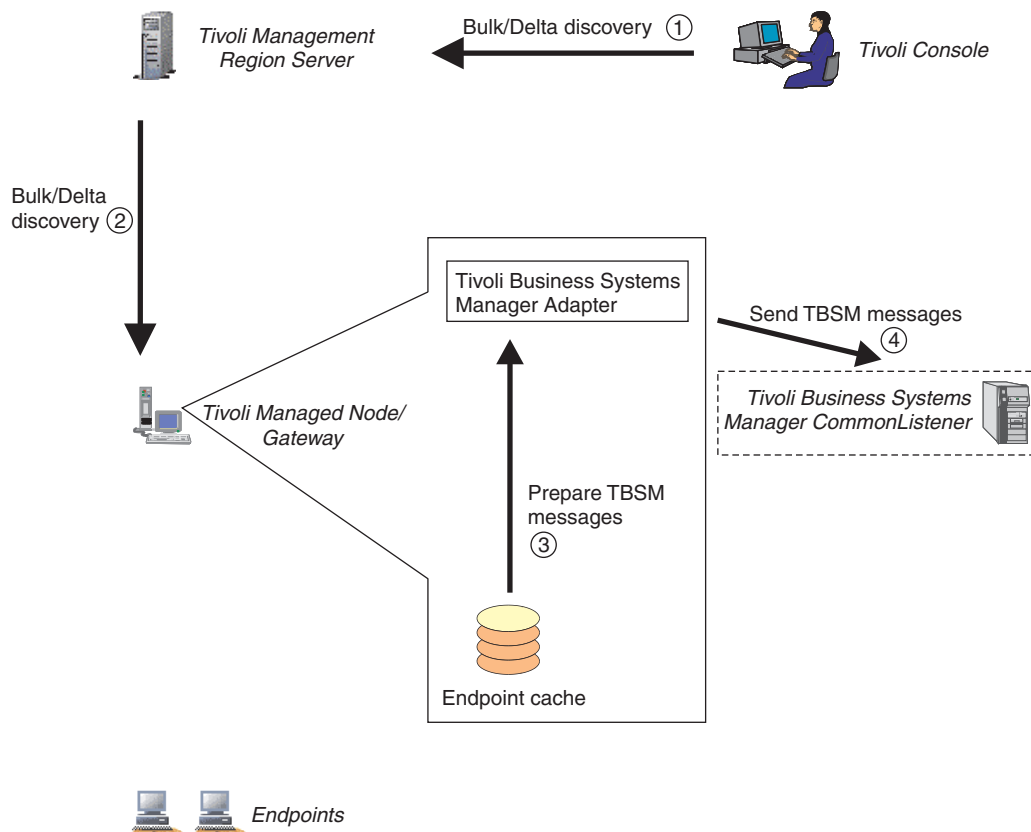 Tivoli Management
Region Server
Bulk/Delta discovery 1
Tivoli Console
Bulk/Delta
discovery 2
Tivoli Business Systems
Manager Adapter
Send TBSM messages
4
Tivoli Business Systems
Manager CommonListener
Tivoli Managed Node/
Gateway
Prepare TBSM
messages
3
Endpoint cache
Endpoints